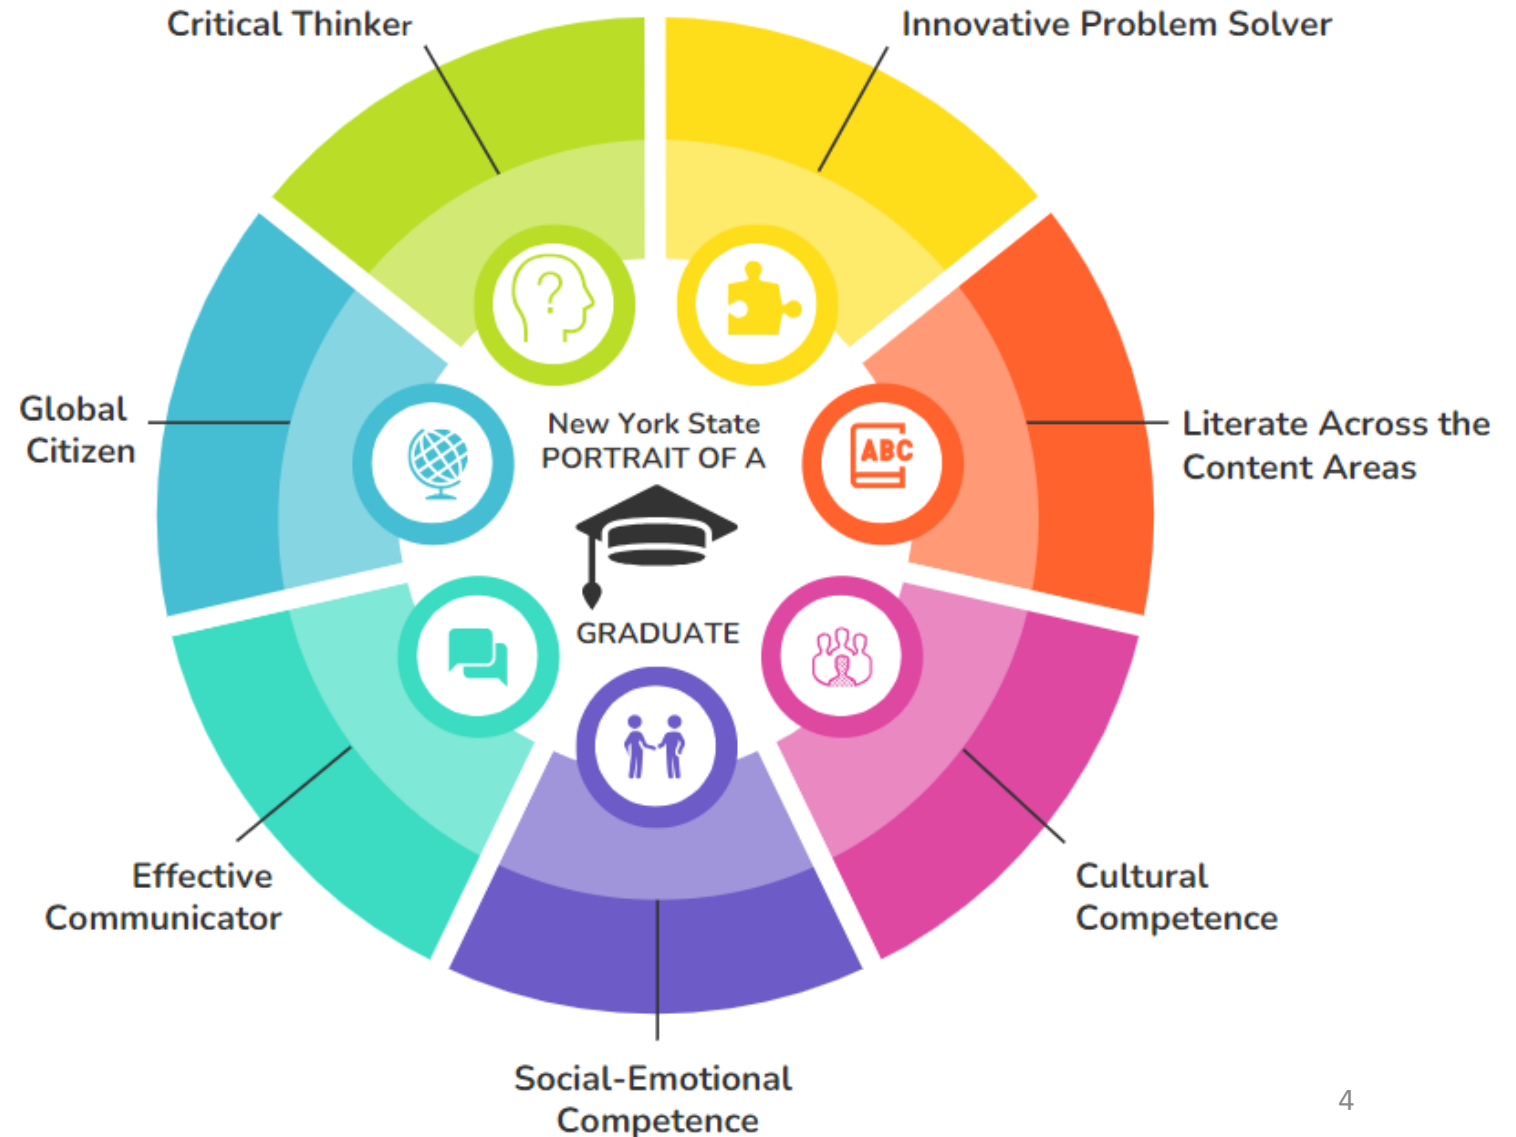 Critical Thinker
Innovative Problem Solver
Global
Citizen
New York State
PORTRAIT OF A
?
ABC
Literate Across the
Content Areas
GRADUATE
Effective
Communicator
Cultural
Competence
Social-Emotional
Competence
4